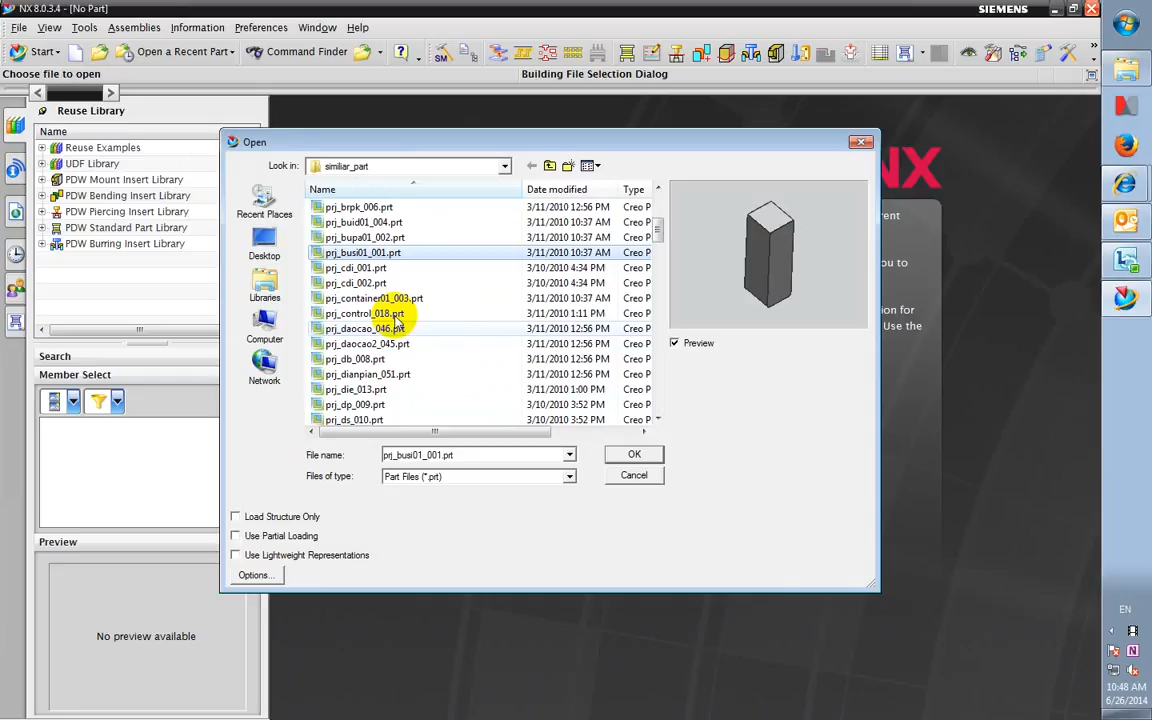 NX 8.0.3.4 - [No Part]
SIEMENS
File View Tools Assemblies Information Preferences Window Help
Start Open a Recent Part Command Finder
Choose file to open
Building File Selection Dialog
Reuse Library
Name
Reuse Examples
UDF Library
PDW Mount Insert Library
PDW Bending Insert Library
PDW Piercing Insert Library
PDW Standard Part Library
PDW Burring Insert Library
Search
Member Select
Preview
No preview available
Open
Look in: similiar_part
Recent Places
Desktop
Libraries
Computer
Network
Name Date modified Type
prj_brpk_006.prt 3/11/2010 12:56 PM Creo P
prj_buid01_004.prt 3/11/2010 10:37 AM Creo P
prj_bupa01_002.prt 3/11/2010 10:37 AM Creo P
prj_busi01_001.prt 3/11/2010 10:37 AM Creo P
prj_cdi_001.prt 3/10/2010 4:34 PM Creo P
prj_cdi_002.prt 3/10/2010 4:34 PM Creo P
prj_container01_003.prt 3/11/2010 10:37 AM Creo P
prj_control_018.prt 3/11/2010 1:11 PM Creo P
prj_daocao_046.prt 3/11/2010 12:56 PM Creo P
prj_daocao2_045.prt 3/11/2010 12:56 PM Creo P
prj_db_008.prt 3/11/2010 12:56 PM Creo P
prj_dianpian_051.prt 3/11/2010 12:56 PM Creo P
prj_die_013.prt 3/11/2010 1:00 PM Creo P
prj_dp_009.prt 3/10/2010 3:52 PM Creo P
prj_ds_010.prt 3/10/2010 3:52 PM Creo P
Preview
File name: prj_busi01_001.prt OK
Files of type: Part Files (*.prt) Cancel
Load Structure Only
Use Partial Loading
Use Lightweight Representations
Options...
NX
rent
you to
ion for
Use the
EN
10:48 AM
6/26/2014